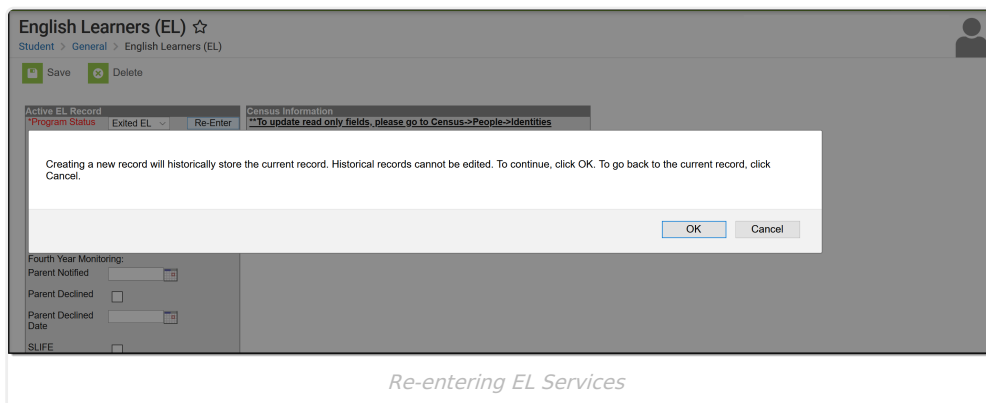 English Learners (EL)
Student > General > English Learners (EL)
Save Delete
Active EL Record Census Information
*Program Status Exited EL Re-Enter **To update read only fields, please go to Census->People->Identities
Creating a new record will historically store the current record. Historical records cannot be edited. To continue, click OK. To go back to the current record, click
Cancel.
OK Cancel
Fourth Year Monitoring:
Parent Notified
Parent Declined
Parent Declined
Date
SLIFE
Re-entering EL Services